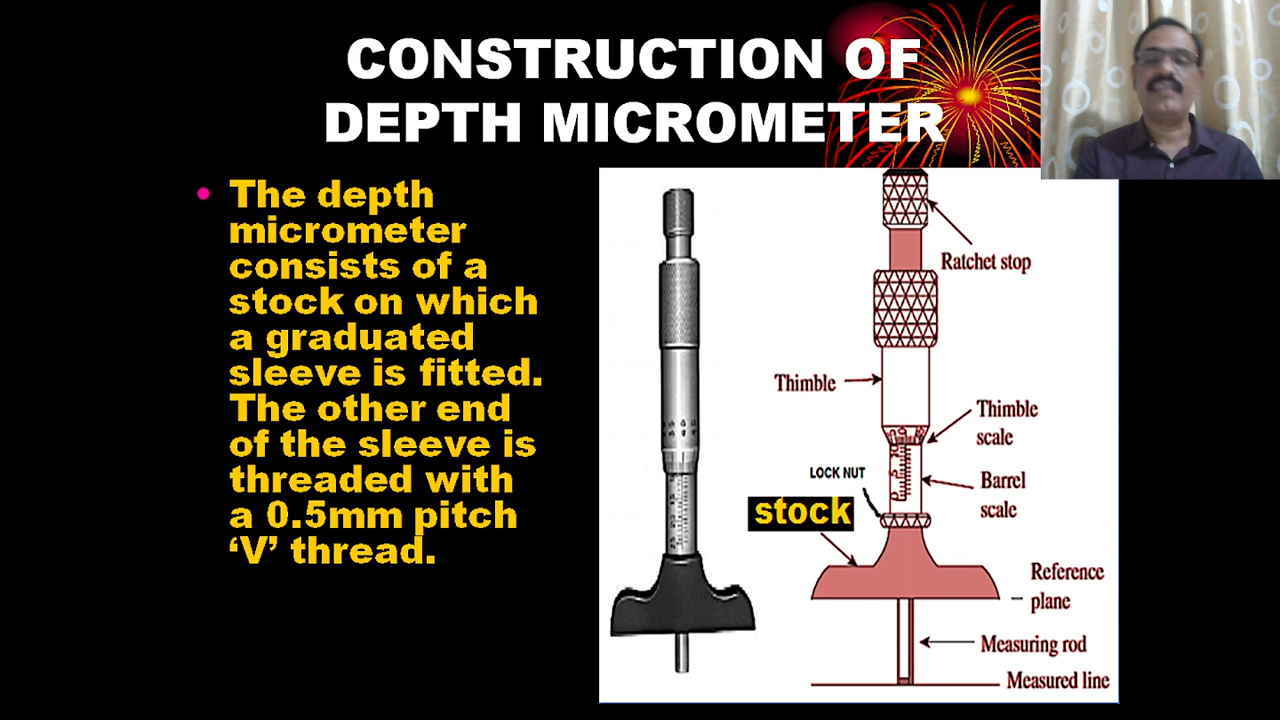 CONSTRUCTION OF
DEPTH MICROMETER
• The depth
micrometer
consists of a
stock on which
a graduated
sleeve is fitted.
The other end
of the sleeve is
threaded with
a 0.5mm pitch
‘V’ thread.
Ratchet stop
Thimble
Thimble
scale
LOCK NUT
Barrel
scale
stock
Reference
plane
Measuring rod
Measured line